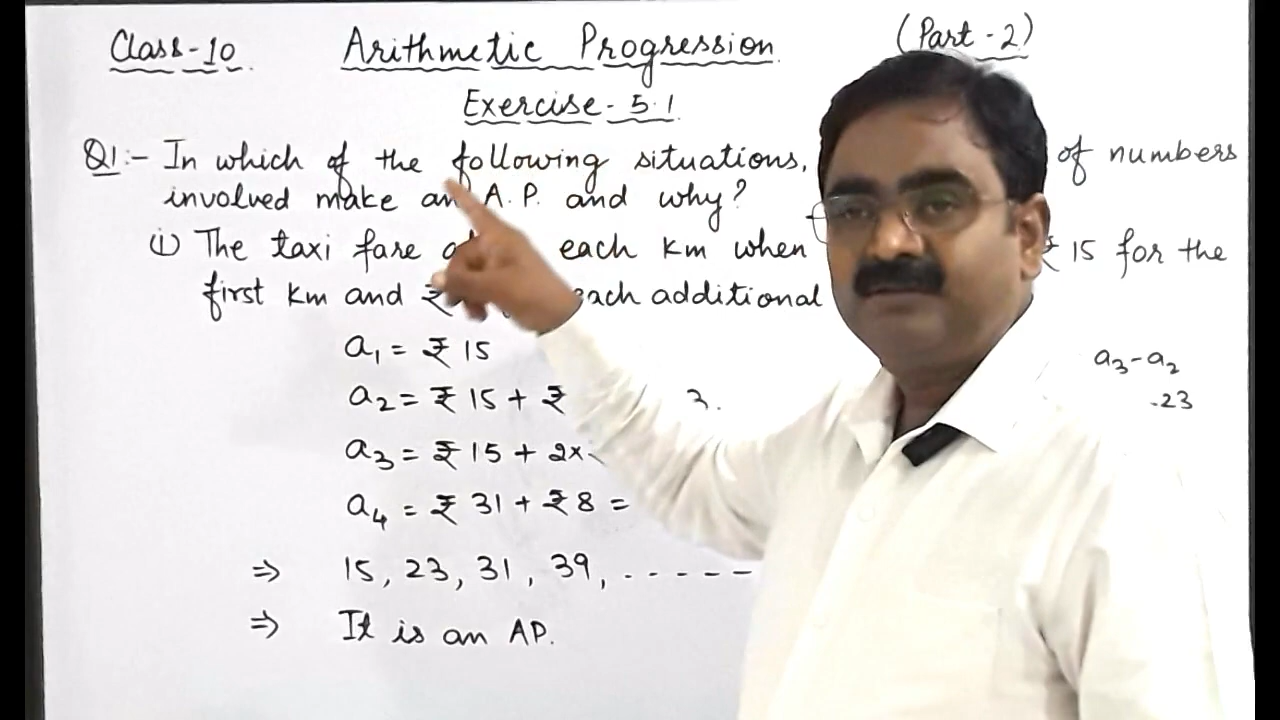 Class-10 Arithmetic Progression (Part-2)
Exercise-5.1
Q1:- In which of the following situations, of numbers
involved make an A.P. and why?
(i) The taxi fare each km when ₹ 15 for the
first km and ₹ each additional
a₁ = ₹ 15
a₂ = ₹ 15 + ₹ 3.
a₃ = ₹ 15 + 2×
a₄ = ₹ 31 + ₹ 8 =
a₃-a₂
23
⇒ 15, 23, 31, 39, -----
⇒ It is an AP.